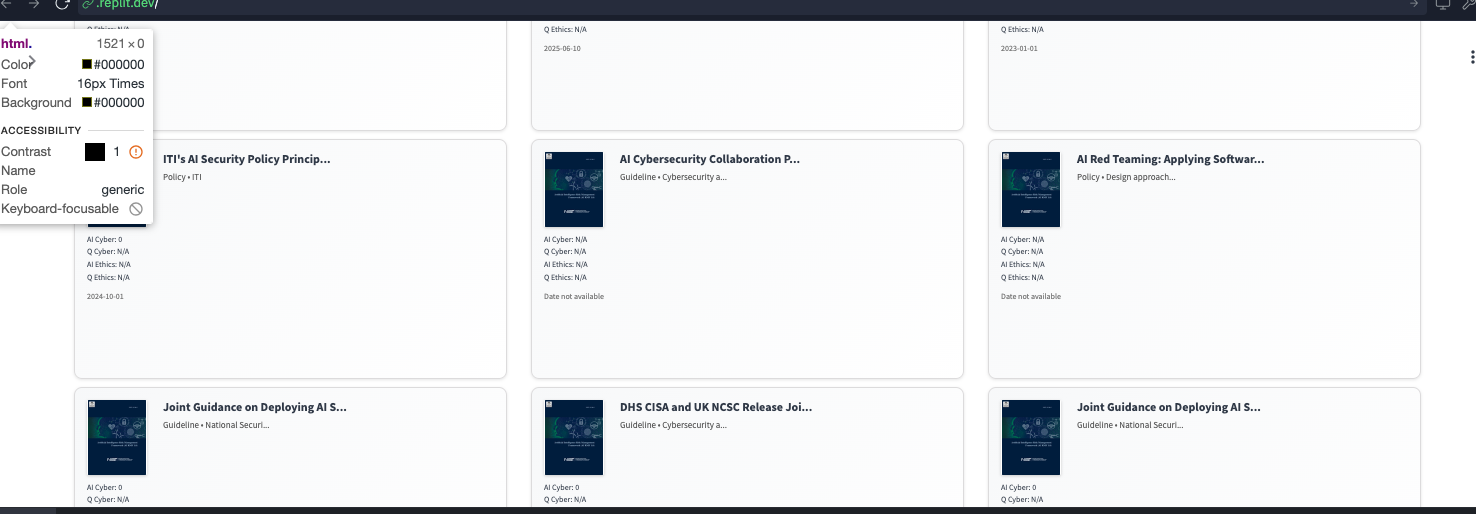 .replit.dev/
html. 1521 × 0
Color #000000
Font 16px Times
Background #000000
ACCESSIBILITY
Contrast 1
Name
Role generic
Keyboard-focusable
Q Ethics: N/A
2025-06-10
Q Ethics: N/A
2023-01-01
ITI's AI Security Policy Princip...
Policy • ITI
AI Cyber: 0
Q Cyber: N/A
AI Ethics: N/A
Q Ethics: N/A
2024-10-01
AI Cybersecurity Collaboration P...
Guideline • Cybersecurity a...
AI Cyber: N/A
Q Cyber: N/A
AI Ethics: N/A
Q Ethics: N/A
Date not available
AI Red Teaming: Applying Softwar...
Policy • Design approach...
AI Cyber: N/A
Q Cyber: N/A
AI Ethics: N/A
Q Ethics: N/A
Date not available
Joint Guidance on Deploying AI S...
Guideline • National Securi...
AI Cyber: 0
Q Cyber: N/A
DHS CISA and UK NCSC Release Joi...
Guideline • Cybersecurity a...
AI Cyber: 0
Q Cyber: N/A
Joint Guidance on Deploying AI S...
Guideline • National Securi...
AI Cyber: 0
Q Cyber: N/A